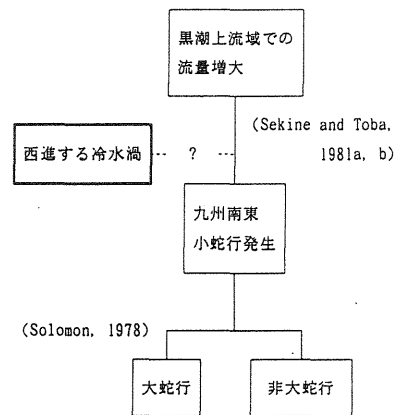 黒潮上流域での
流量増大
(Sekine and Toba,
1981a, b)
西進する冷水渦
?
九州南東
小蛇行発生
(Solomon, 1978)
大蛇行
非大蛇行